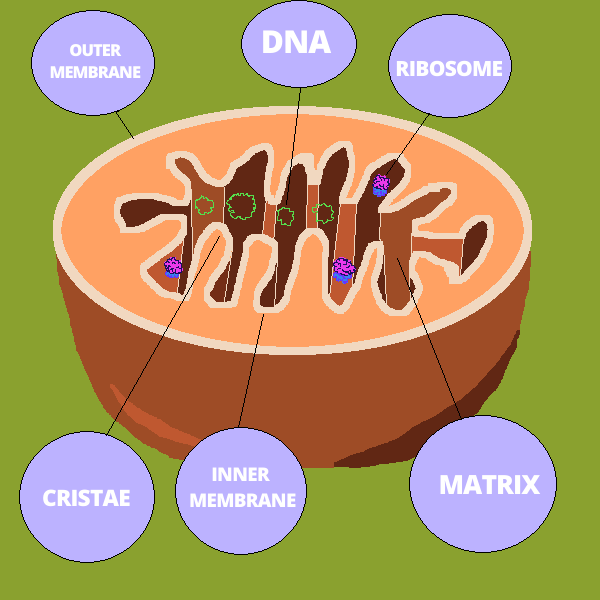 OUTER
MEMBRANE
DNA
RIBOSOME
CRISTAE
INNER
MEMBRANE
MATRIX